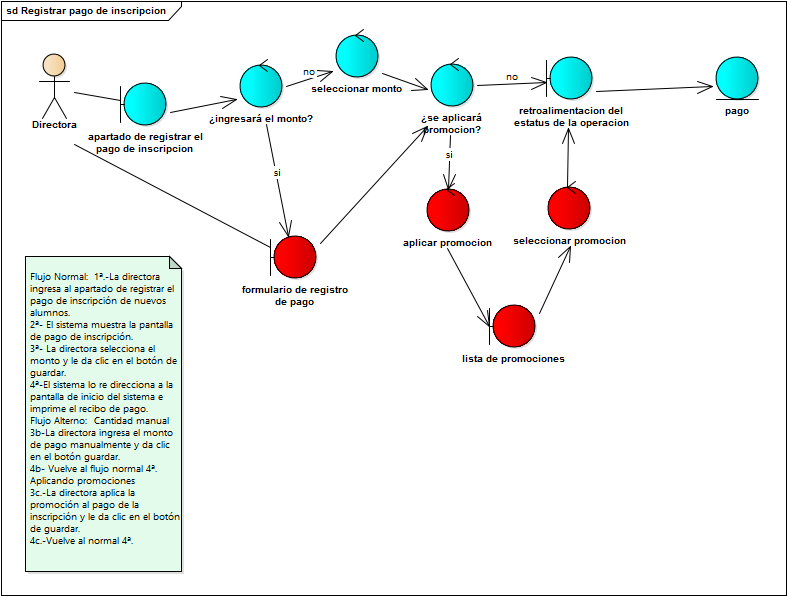 sd Registrar pago de inscripcion
Directora
apartado de registrar el
pago de inscripcion
¿ingresará el monto?
no
seleccionar monto
¿se aplicará
promocion?
no
retroalimentacion del
estatus de la operacion
pago
si
si
formulario de registro
de pago
aplicar promocion
seleccionar promocion
lista de promociones
Flujo Normal:  1ª.-La directora
ingresa al apartado de registrar el
pago de inscripción de nuevos
alumnos.
2ª- El sistema muestra la pantalla
de pago de inscripción.
3ª- La directora selecciona el
monto y le da clic en el botón de
guardar.
4ª-El sistema lo re direcciona a la
pantalla de inicio del sistema e
imprime el recibo de pago.
Flujo Alterno:  Cantidad manual
3b-La directora ingresa el monto
de pago manualmente y da clic
en el botón guardar.
4b- Vuelve al flujo normal 4ª.
Aplicando promociones
3c.-La directora aplica la
promoción al pago de la
inscripción y le da clic en el botón
de guardar.
4c.-Vuelve al normal 4ª.